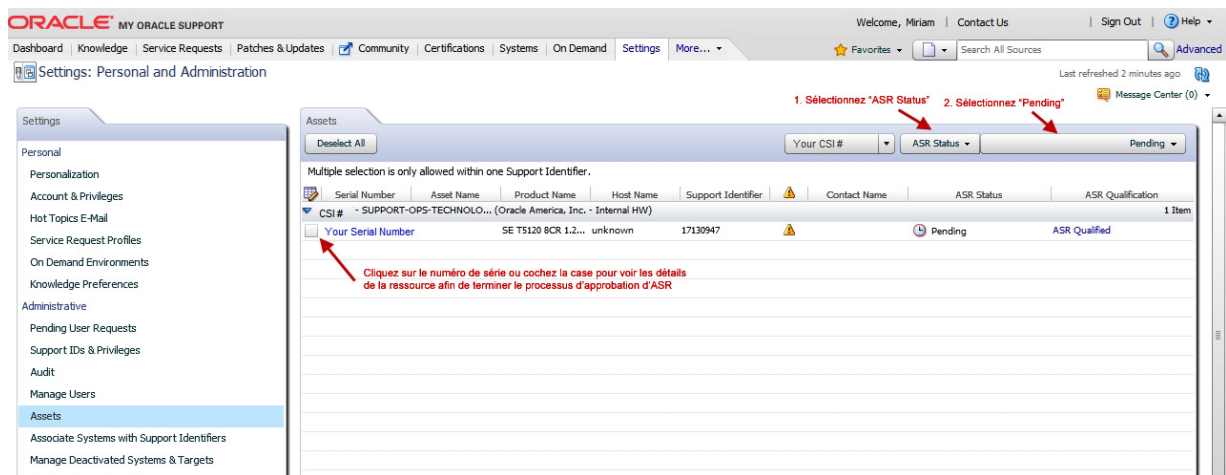 ORACLE® MY ORACLE SUPPORT
Welcome, Miriam | Contact Us | Sign Out | ? Help
Dashboard | Knowledge | Service Requests | Patches & Updates | Community | Certifications | Systems | On Demand | Settings | More...
Favorites
Search All Sources
Advanced
Settings: Personal and Administration
Last refreshed 2 minutes ago
Message Center (0)
1. Sélectionnez "ASR Status"
2. Sélectionnez "Pending"
Settings
Personal
Personalization
Account & Privileges
Hot Topics E-Mail
Service Request Profiles
On Demand Environments
Knowledge Preferences
Administrative
Pending User Requests
Support IDs & Privileges
Audit
Manage Users
Assets
Associate Systems with Support Identifiers
Manage Deactivated Systems & Targets
Assets
Deselect All
Your CSI #
ASR Status
Pending
Multiple selection is only allowed within one Support Identifier.
Serial Number Asset Name Product Name Host Name Support Identifier Contact Name ASR Status ASR Qualification
CSI # - SUPPORT-OPS-TECHNOLO... (Oracle America, Inc. - Internal HW) 1 Item
Your Serial Number SE T5120 8CR 1.2... unknown 17130947 Pending ASR Qualified
Cliquez sur le numéro de série ou cochez la case pour voir les détails
de la ressource afin de terminer le processus d'approbation d'ASR